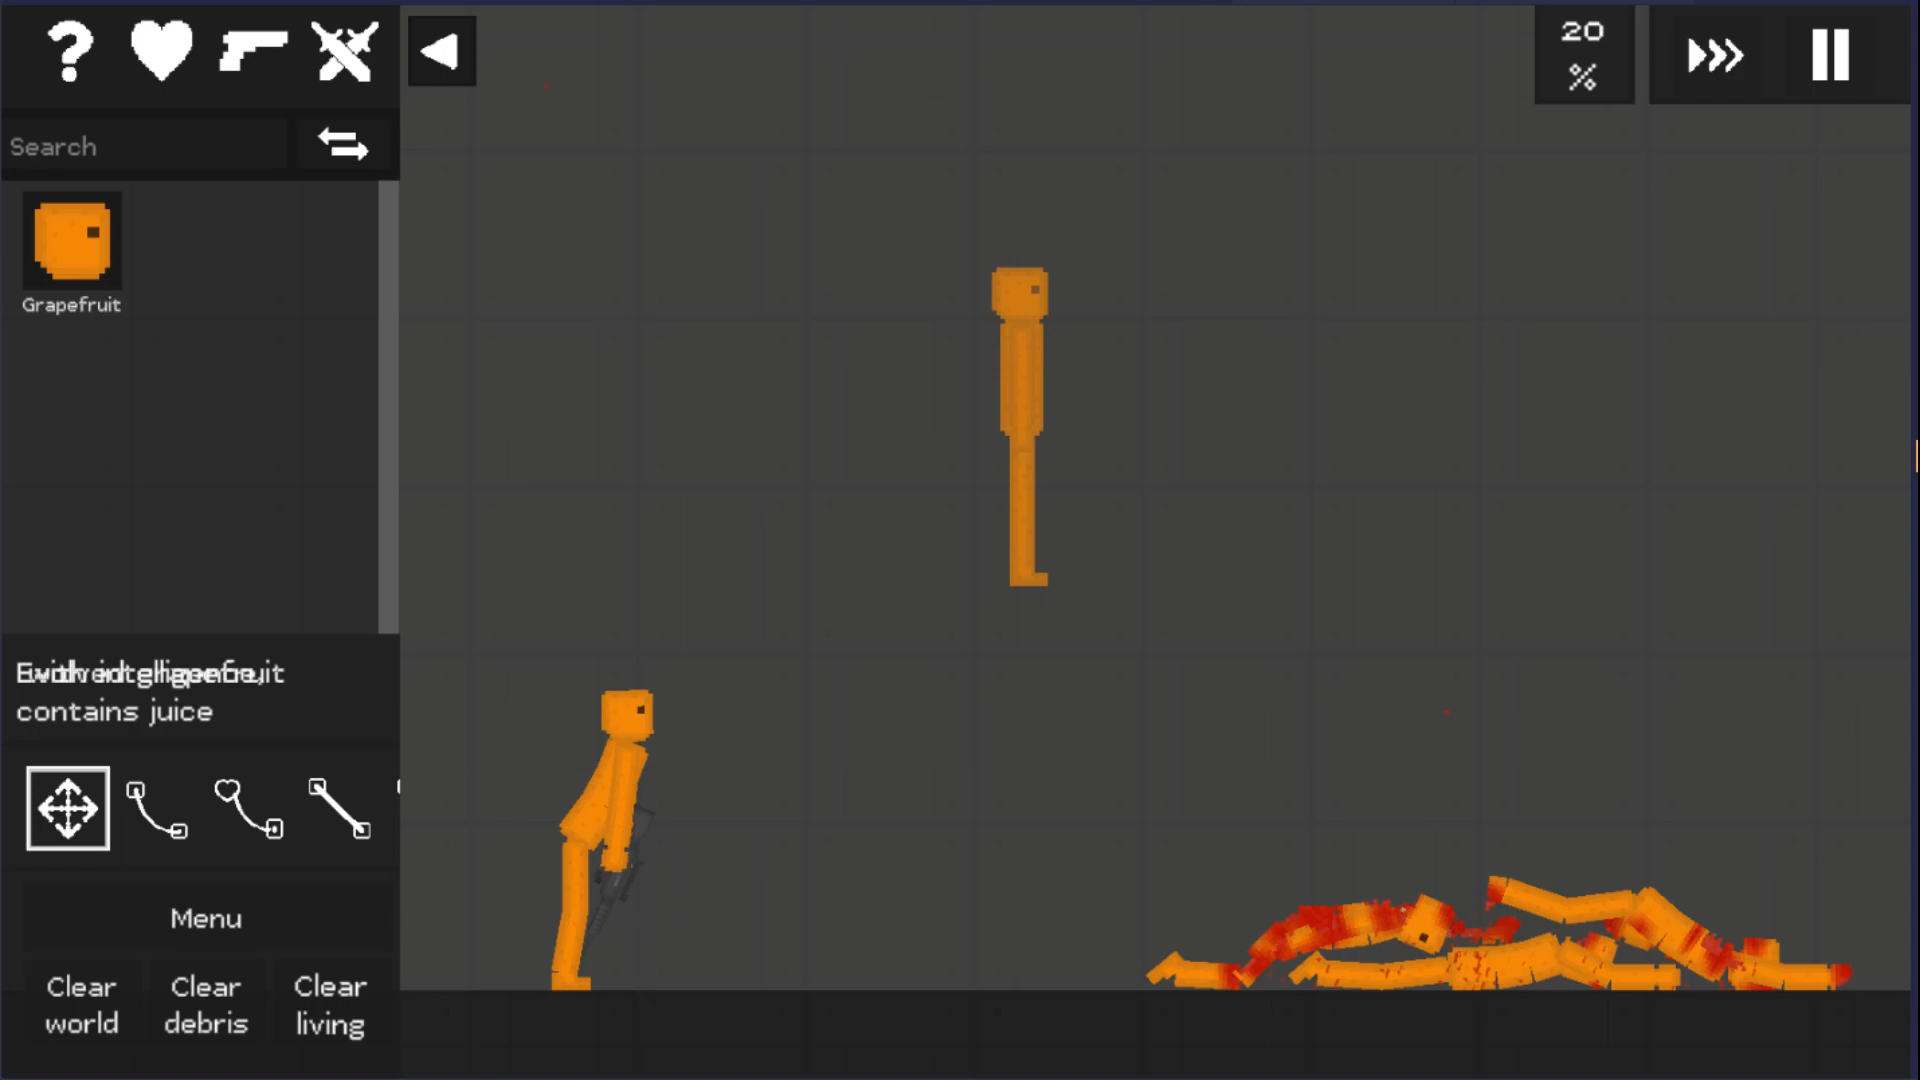 20
%
Search
Grapefruit
contains juice
Menu
Clear world
Clear debris
Clear living